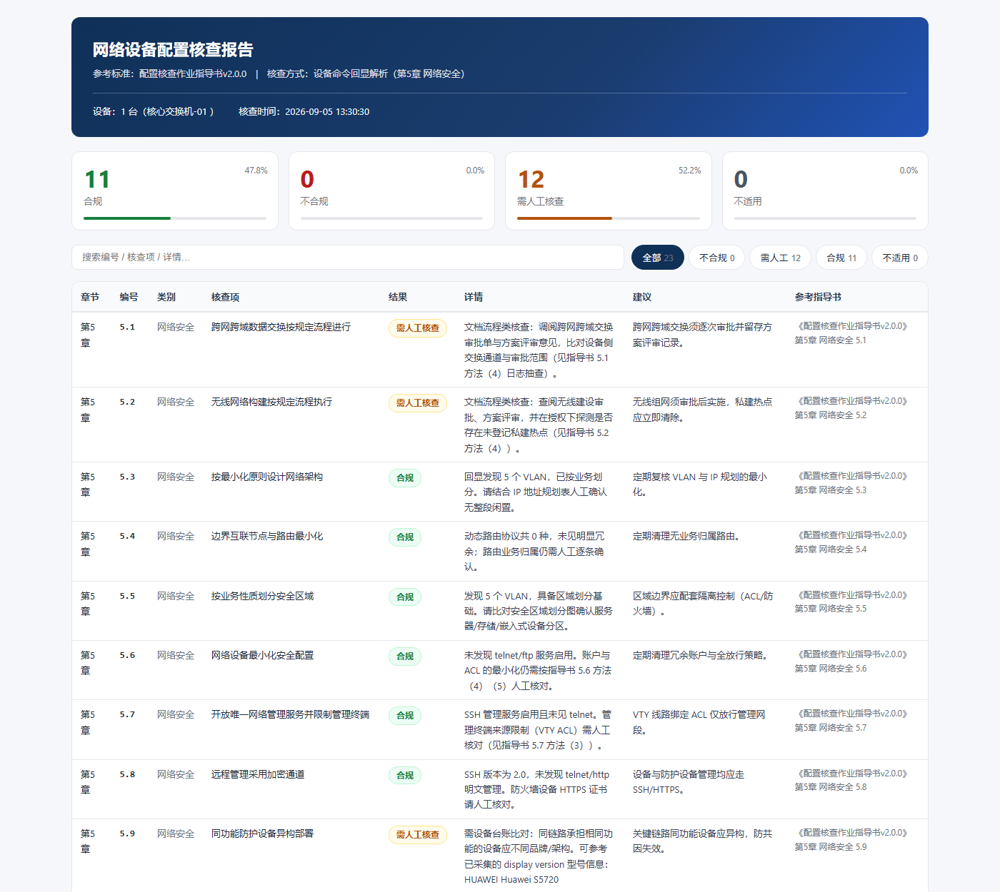 网络设备配置核查报告
参考标准：配置核查作业指导书v2.0.0 | 核查方式：设备命令回显解析（第5章 网络安全）
设备：1 台（核心交换机-01 ） 核查时间：2026-09-05 13:30:30
11 47.8%
合规
0 0.0%
不合规
12 52.2%
需人工核查
0 0.0%
不适用
搜索编号 / 核查项 / 详情…
全部 23 不合规 0 需人工 12 合规 11 不适用 0
章节 编号 类别 核查项 结果 详情 建议 参考指导书
第5
章
5.1
网络安全
跨网跨域数据交换按规定流程进行
需人工核查
文档流程类核查：调阅跨网跨域交换
审批单与方案评审意见，比对设备侧
交换通道与审批范围（见指导书 5.1
方法（4）日志抽查）。
跨网跨域交换须逐次审批并留存方
案评审记录。
《配置核查作业指导书v2.0.0》
第5章 网络安全 5.1
第5
章
5.2
网络安全
无线网络构建按规定流程执行
需人工核查
文档流程类核查：查阅无线建设审
批、方案评审，并在授权下探测是否
存在未登记私建热点（见指导书 5.2
方法（4））。
无线组网须审批后实施，私建热点
应立即清除。
《配置核查作业指导书v2.0.0》
第5章 网络安全 5.2
第5
章
5.3
网络安全
按最小化原则设计网络架构
合规
回显发现 5 个 VLAN，已按业务划
分。请结合 IP 地址规划表人工确认
无整段闲置。
定期复核 VLAN 与 IP 规划的最小
化。
《配置核查作业指导书v2.0.0》
第5章 网络安全 5.3
第5
章
5.4
网络安全
边界互联节点与路由最小化
合规
动态路由协议共 0 种，未见明显冗
余；路由业务归属仍需人工逐条确
认。
定期清理无业务归属路由。
《配置核查作业指导书v2.0.0》
第5章 网络安全 5.4
第5
章
5.5
网络安全
按业务性质划分安全区域
合规
发现 5 个 VLAN，具备区域划分基
础。请比对安全区域划分图确认服务
器/存储/嵌入式设备分区。
区域边界应配套隔离控制（ACL/防
火墙）。
《配置核查作业指导书v2.0.0》
第5章 网络安全 5.5
第5
章
5.6
网络安全
网络设备最小化安全配置
合规
未发现 telnet/ftp 服务启用。账户与
ACL 的最小化仍需按指导书 5.6 方法
（4）（5）人工核对。
定期清理冗余账户与全放行策略。
《配置核查作业指导书v2.0.0》
第5章 网络安全 5.6
第5
章
5.7
网络安全
开放唯一网络管理服务并限制管理终端
合规
SSH 管理服务启用且未见 telnet。管
理终端来源限制（VTY ACL）需人工
核对（见指导书 5.7 方法（3））。
VTY 线路绑定 ACL 仅放行管理网
段。
《配置核查作业指导书v2.0.0》
第5章 网络安全 5.7
第5
章
5.8
网络安全
远程管理采用加密通道
合规
SSH 版本为 2.0，未发现 telnet/http
明文管理。防火墙设备 HTTPS 证书
请人工核对。
设备与防护设备管理均应走
SSH/HTTPS。
《配置核查作业指导书v2.0.0》
第5章 网络安全 5.8
第5
章
5.9
网络安全
同功能防护设备异构部署
需人工核查
需设备台账比对：同链路承担相同功
能的设备应不同品牌/架构。可参考
已采集的 display version 型号信息：
HUAWEI Huawei S5720
关键链路同功能设备应异构，防共
因失效。
《配置核查作业指导书v2.0.0》
第5章 网络安全 5.9